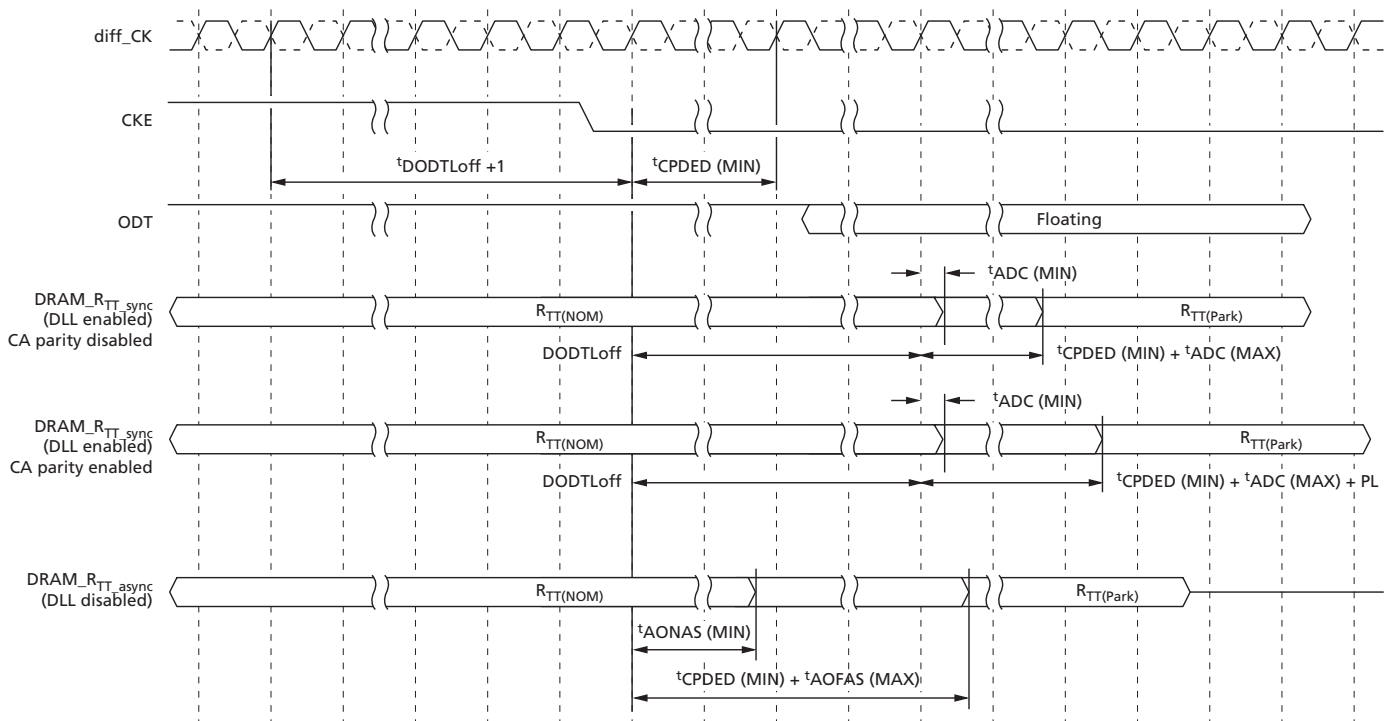 diff_CK
CKE
tDODTLoff +1
tCPDED (MIN)
ODT
Floating
tADC (MIN)
DRAM_RTT_sync
(DLL enabled)
CA parity disabled
RTT(NOM)
RTT(Park)
DODTLoff
tCPDED (MIN) + tADC (MAX)
tADC (MIN)
DRAM_RTT_sync
(DLL enabled)
CA parity enabled
RTT(NOM)
RTT(Park)
DODTLoff
tCPDED (MIN) + tADC (MAX) + PL
DRAM_RTT_async
(DLL disabled)
RTT(NOM)
RTT(Park)
tAONAS (MIN)
tCPDED (MIN) + tAOFAS (MAX)